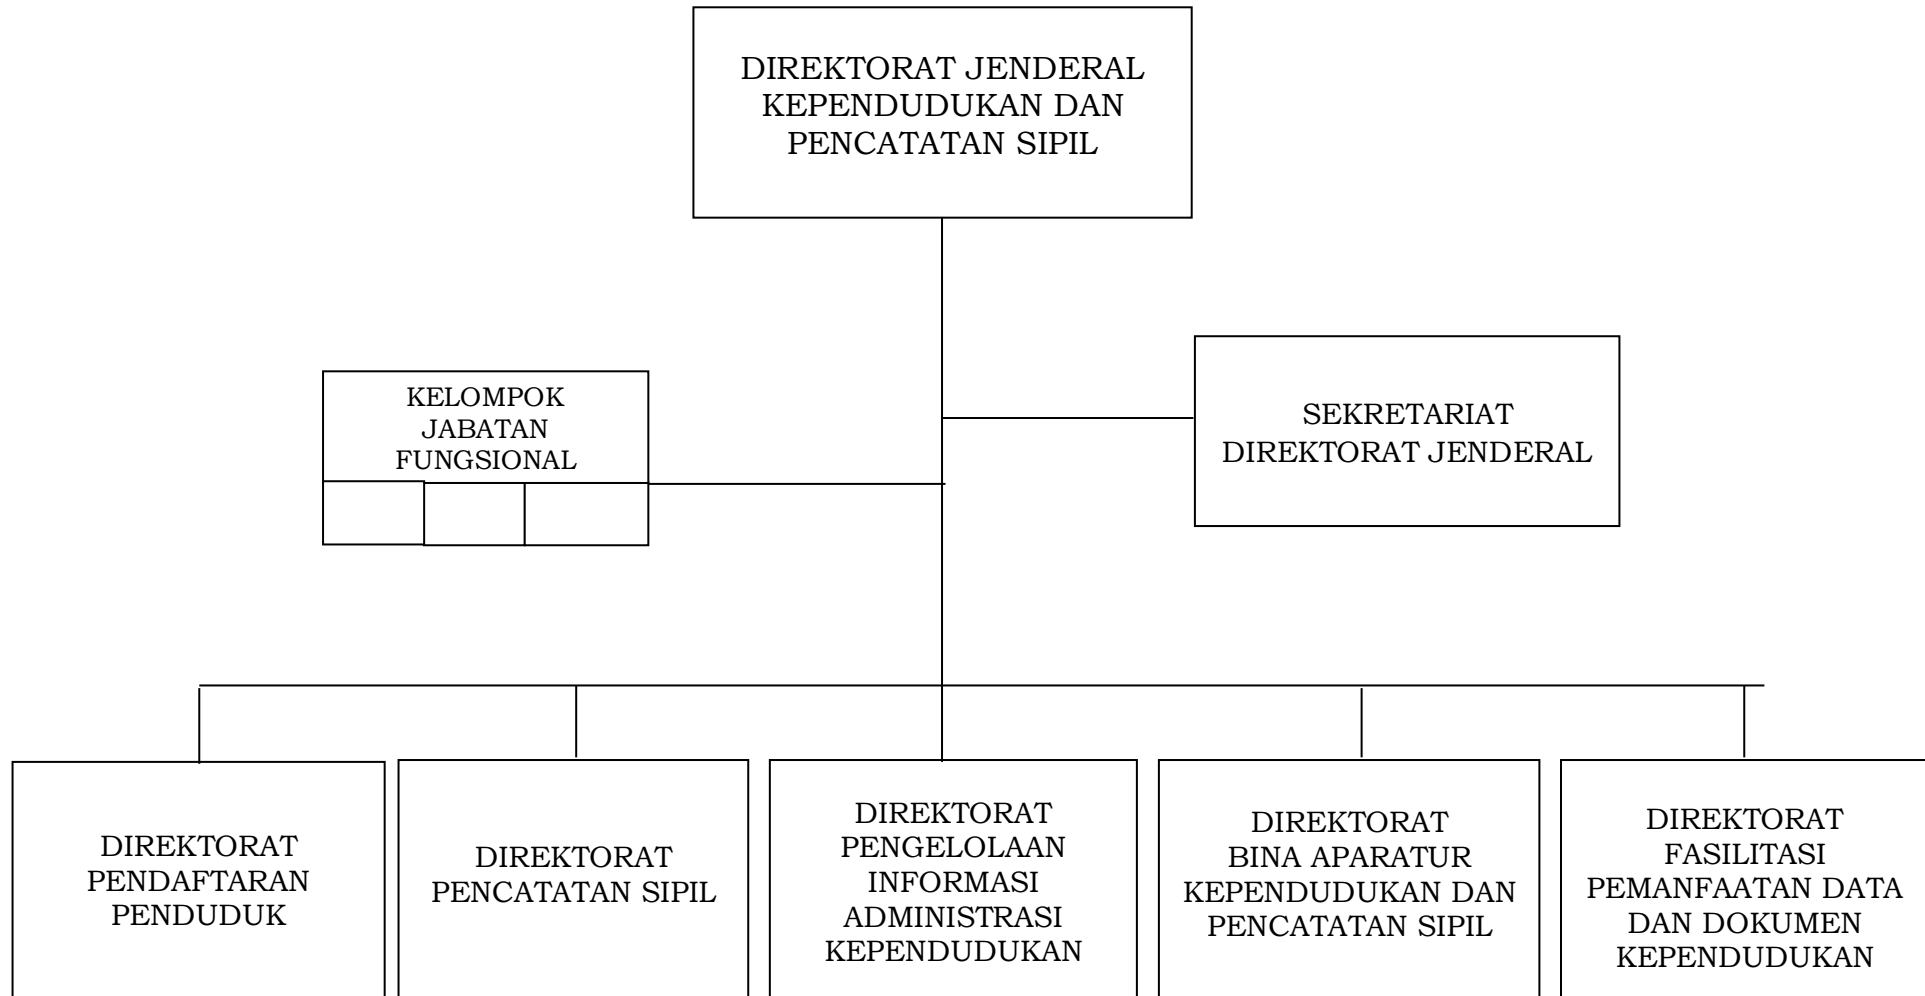 DIREKTORAT JENDERAL
KEPENDUDUKAN DAN
PENCATATAN SIPIL
KELOMPOK
JABATAN
FUNGSIONAL
SEKRETARIAT
DIREKTORAT JENDERAL
DIREKTORAT
PENDAFTARAN
PENDUDUK
DIREKTORAT
PENCATATAN SIPIL
DIREKTORAT
PENGELOLAAN
INFORMASI
ADMINISTRASI
KEPENDUDUKAN
DIREKTORAT
BINA APARATUR
KEPENDUDUKAN DAN
PENCATATAN SIPIL
DIREKTORAT
FASILITASI
PEMANFAATAN DATA
DAN DOKUMEN
KEPENDUDUKAN